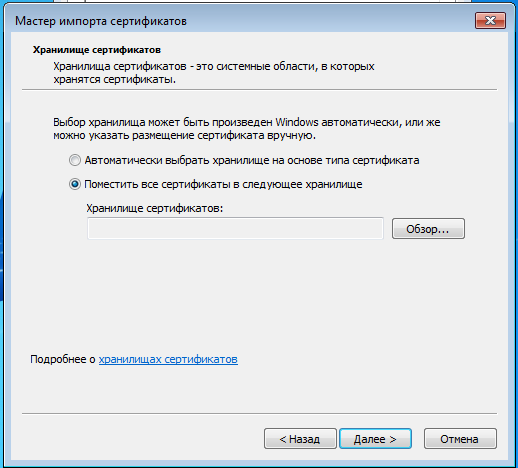 Мастер импорта сертификатов
Хранилище сертификатов
Хранилища сертификатов - это системные области, в которых
хранятся сертификаты.
Выбор хранилища может быть произведен Windows автоматически, или же
можно указать размещение сертификата вручную.
Автоматически выбрать хранилище на основе типа сертификата
Поместить все сертификаты в следующее хранилище
Хранилище сертификатов:
Обзор...
Подробнее о хранилищах сертификатов
< Назад
Далее >
Отмена